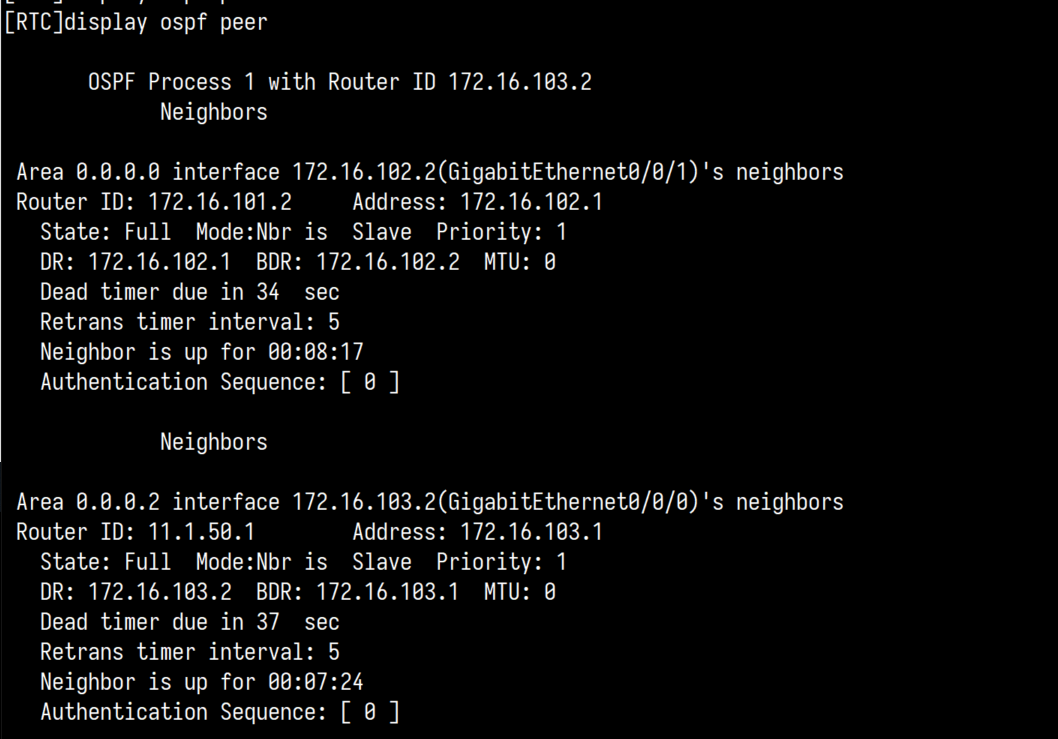 [RTC]display ospf peer
OSPF Process 1 with Router ID 172.16.103.2
Neighbors
Area 0.0.0.0 interface 172.16.102.2(GigabitEthernet0/0/1)'s neighbors
Router ID: 172.16.101.2     Address: 172.16.102.1
State: Full  Mode:Nbr is  Slave  Priority: 1
DR: 172.16.102.1  BDR: 172.16.102.2  MTU: 0
Dead timer due in 34  sec
Retrans timer interval: 5
Neighbor is up for 00:08:17
Authentication Sequence: [ 0 ]
Neighbors
Area 0.0.0.2 interface 172.16.103.2(GigabitEthernet0/0/0)'s neighbors
Router ID: 11.1.50.1        Address: 172.16.103.1
State: Full  Mode:Nbr is  Slave  Priority: 1
DR: 172.16.103.2  BDR: 172.16.103.1  MTU: 0
Dead timer due in 37  sec
Retrans timer interval: 5
Neighbor is up for 00:07:24
Authentication Sequence: [ 0 ]